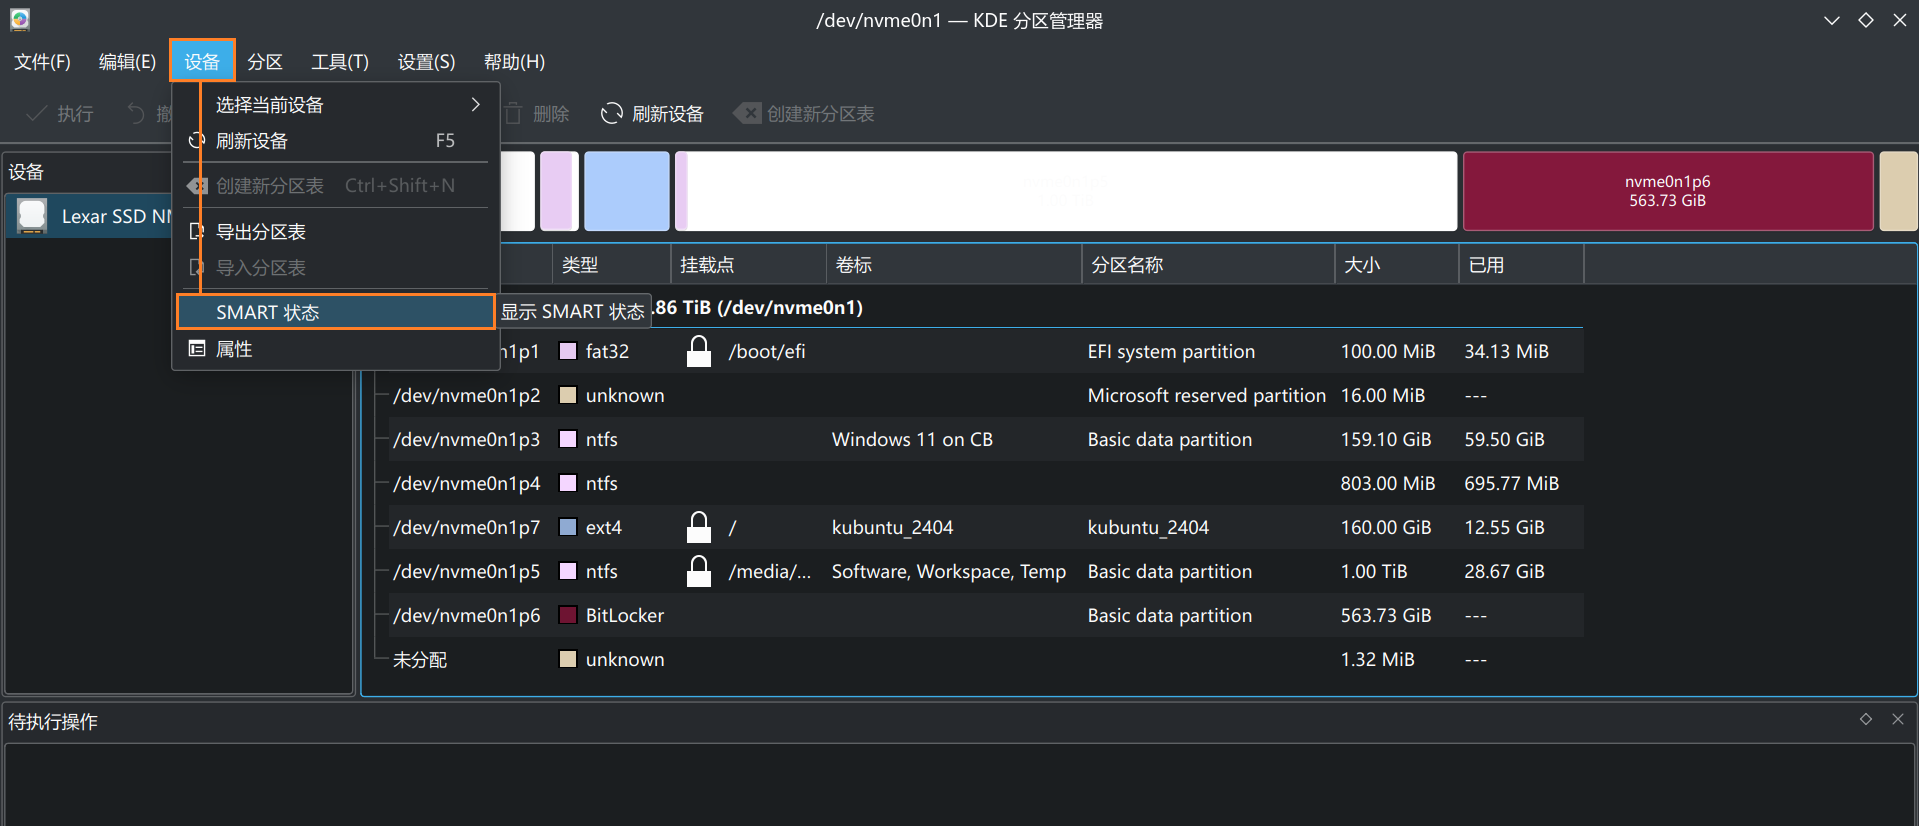 /dev/nvme0n1 — KDE 分区管理器
文件(F) 编辑(E) 设备 分区 工具(T) 设置(S) 帮助(H)
执行 撤 删除 刷新设备 创建新分区表
选择当前设备
刷新设备 F5
创建新分区表 Ctrl+Shift+N
导出分区表
导入分区表
SMART 状态
属性
显示 SMART 状态
设备
Lexar SSD
nvme0n1p6
563.73 GiB
类型 挂载点 卷标 分区名称 大小 已用
.86 TiB (/dev/nvme0n1)
n1p1 fat32 /boot/efi EFI system partition 100.00 MiB 34.13 MiB
/dev/nvme0n1p2 unknown Microsoft reserved partition 16.00 MiB ---
/dev/nvme0n1p3 ntfs Windows 11 on CB Basic data partition 159.10 GiB 59.50 GiB
/dev/nvme0n1p4 ntfs 803.00 MiB 695.77 MiB
/dev/nvme0n1p7 ext4 / kubuntu_2404 kubuntu_2404 160.00 GiB 12.55 GiB
/dev/nvme0n1p5 ntfs /media/... Software, Workspace, Temp Basic data partition 1.00 TiB 28.67 GiB
/dev/nvme0n1p6 BitLocker Basic data partition 563.73 GiB ---
未分配 unknown 1.32 MiB ---
待执行操作